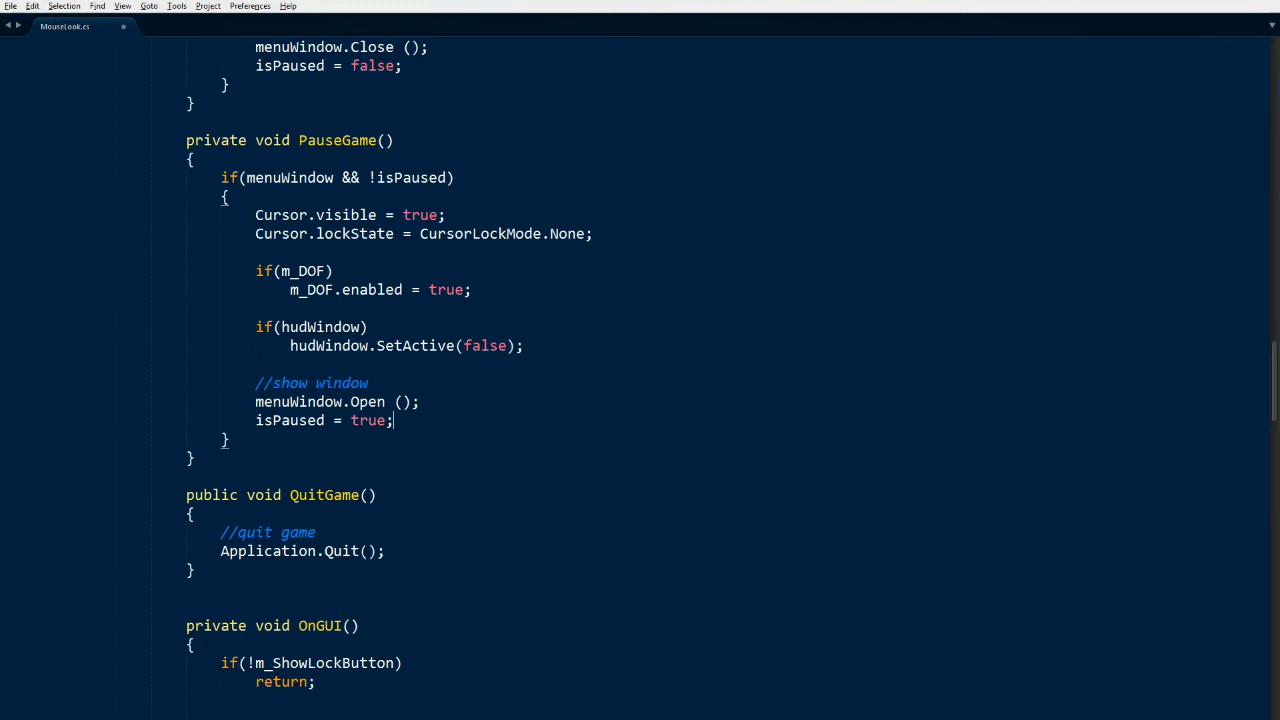 File Edit Selection Find View Goto Tools Project Preferences Help
MouseLook.cs
menuWindow.Close ();
isPaused = false;
}
}
private void PauseGame()
{
if(menuWindow && !isPaused)
{
Cursor.visible = true;
Cursor.lockState = CursorLockMode.None;
if(m_DOF)
m_DOF.enabled = true;
if(hudWindow)
hudWindow.SetActive(false);
//show window
menuWindow.Open ();
isPaused = true;
}
}
public void QuitGame()
{
//quit game
Application.Quit();
}
private void OnGUI()
{
if(!m_ShowLockButton)
return;